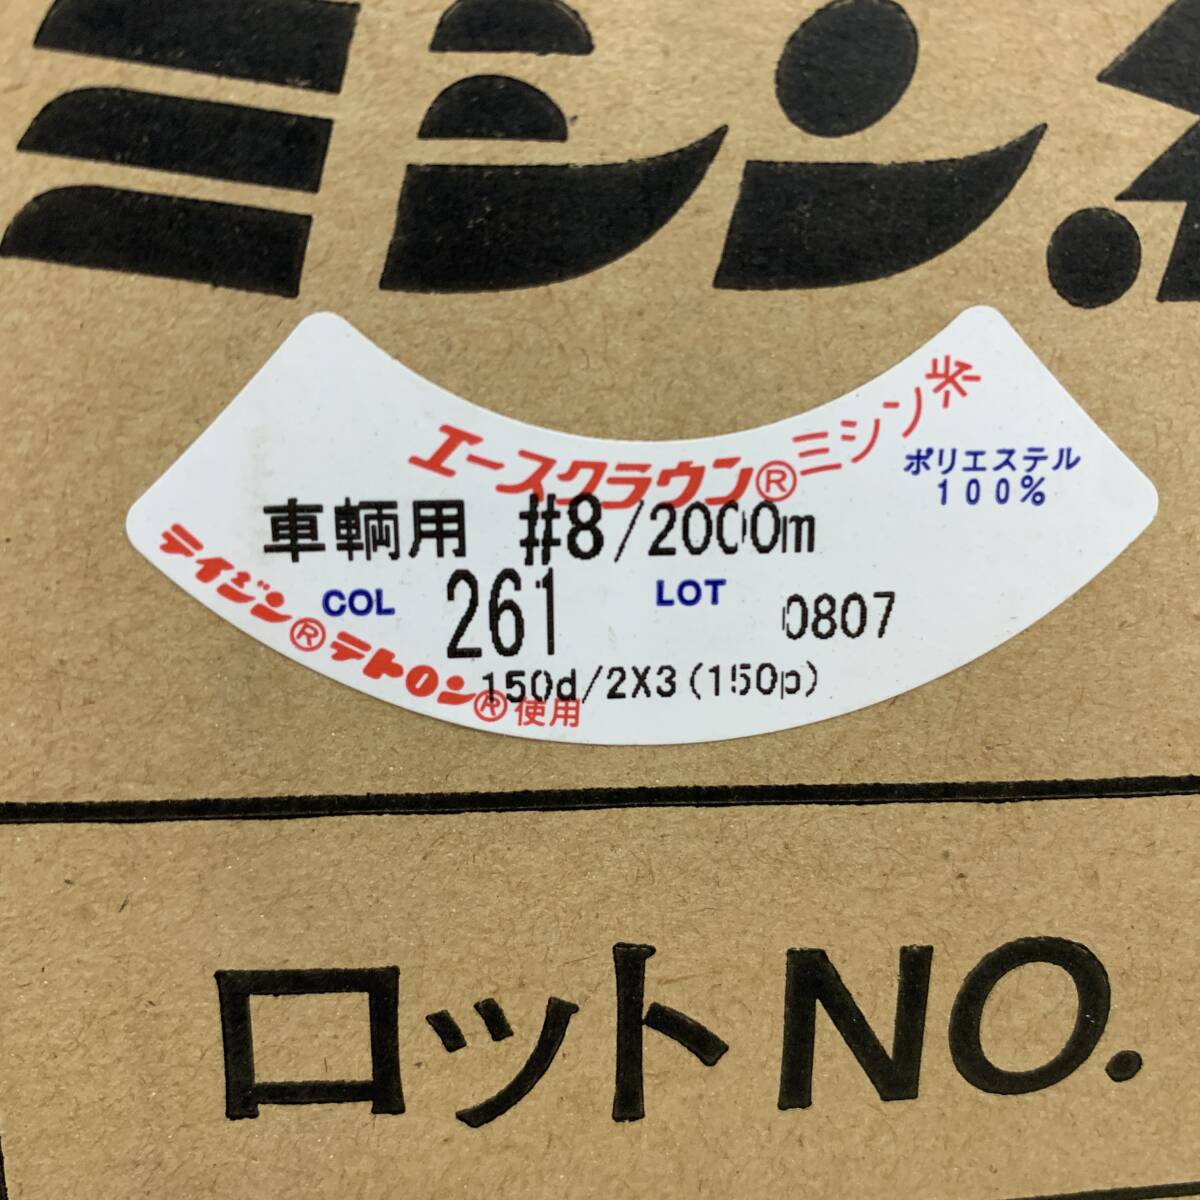 ミシン糸
エースクラウン®ミシン糸
ポリエステル
100%
車輌用 #8/2000m
COL 261 LOT 0807
150d/2X3(150p)
テイジン®テトロン®使用
ロットNO.